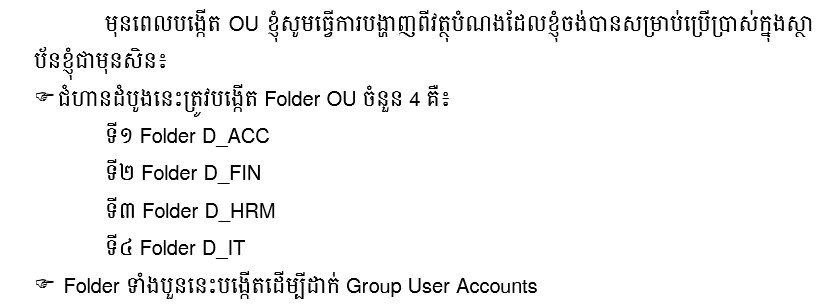 មុនពេលបង្កើត OU ខ្ញុំសូមធ្វើការបង្ហាញពីវត្ថុបំណងដែលខ្ញុំចង់បានសម្រាប់ប្រើប្រាស់ក្នុងស្ថា
ប័នខ្ញុំជាមុនសិន៖
☞ ជំហានដំបូងនេះត្រូវបង្កើត Folder OU ចំនួន 4 គឺ៖
ទី១ Folder D_ACC
ទី២ Folder D_FIN
ទី៣ Folder D_HRM
ទី៤ Folder D_IT
☞ Folder ទាំងបួននេះបង្កើតដើម្បីដាក់ Group User Accounts